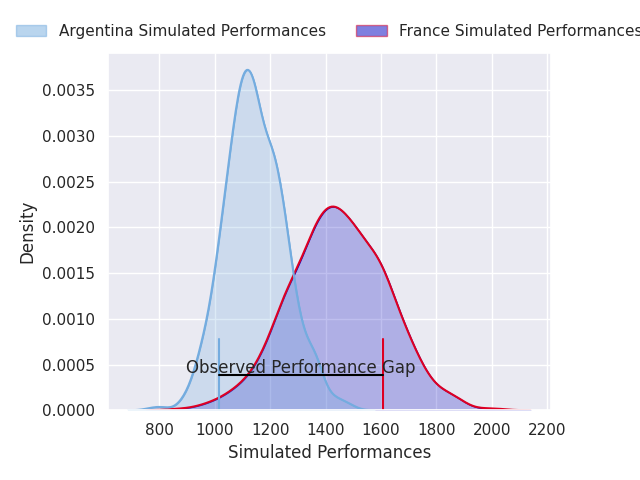 Argentina Simulated Performances
France Simulated Performances
0.0035
0.0030
0.0025
0.0020
0.0015
0.0010
0.0005
0.0000
Density
Observed Performance Gap
800 1000 1200 1400 1600 1800 2000 2200
Simulated Performances